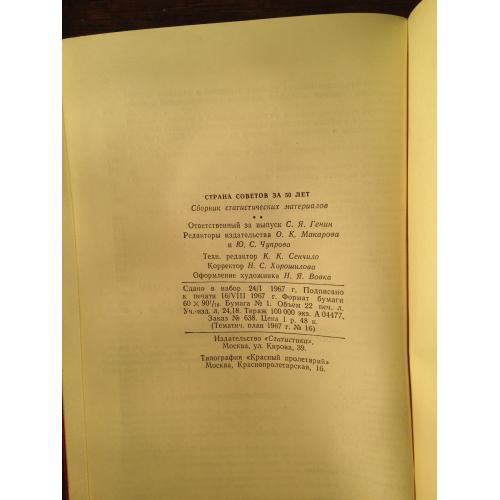 СТРАНА СОВЕТОВ ЗА 50 ЛЕТ
Сборник статистических материалов
Ответственный за выпуск С. Я. Генин
Редакторы издательства О. К. Макарова
и Ю. С. Чупрова
Техн. редактор К. К. Сенчило
Корректор Н. С. Хорошилова
Оформление художника Н. Я. Вовка
Сдано в набор 24/I 1967 г. Подписано
к печати 16/VIII 1967 г. Формат бумаги
60 × 90¹/₁₆. Бумага № 1. Объем 22 печ. л.
Уч.-изд. л. 24,18. Тираж 100 000 экз. А 04477.
Заказ № 638. Цена 1 р. 48 к.
(Тематич. план 1967 г. № 16)
Издательство «Статистика»,
Москва, ул. Кирова, 39.
Типография «Красный пролетарий»
Москва, Краснопролетарская, 16.